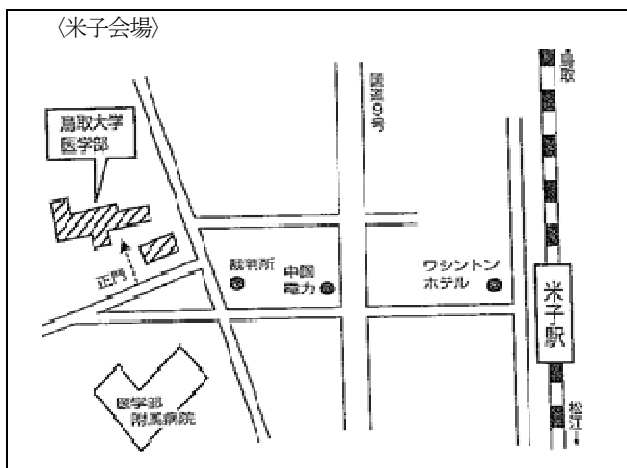 〈米子会場〉
鳥取大学
医学部
正門
裁判所
中国
電力
国道9号
ワシントン
ホテル
鳥取
米子駅
松江
医学部
附属病院